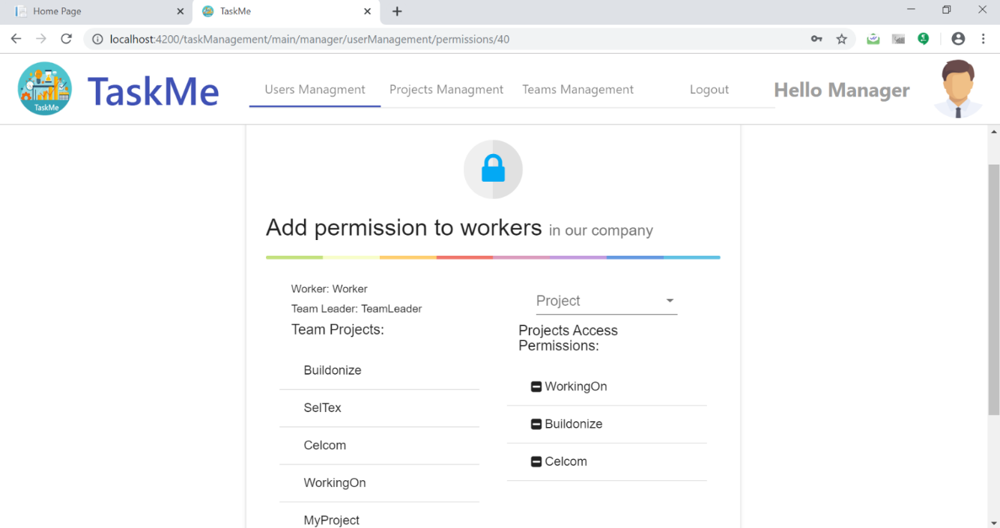 Home Page
TaskMe
localhost:4200/taskManagement/main/manager/userManagement/permissions/40
TaskMe
TaskMe
Users Managment
Projects Managment
Teams Management
Logout
Hello Manager
Add permission to workers in our company
Worker: Worker
Team Leader: TeamLeader
Team Projects:
Buildonize
SelTex
Celcom
WorkingOn
MyProject
Project
Projects Access
Permissions:
WorkingOn
Buildonize
Celcom